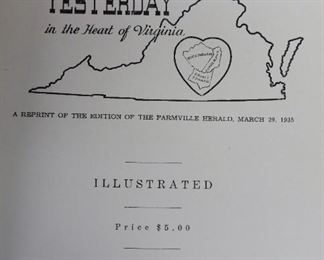 YESTERDAY
in the Heart of Virginia
A REPRINT OF THE EDITION OF THE FARMVILLE HERALD, MARCH 29, 1935
ILLUSTRATED
Price $5.00